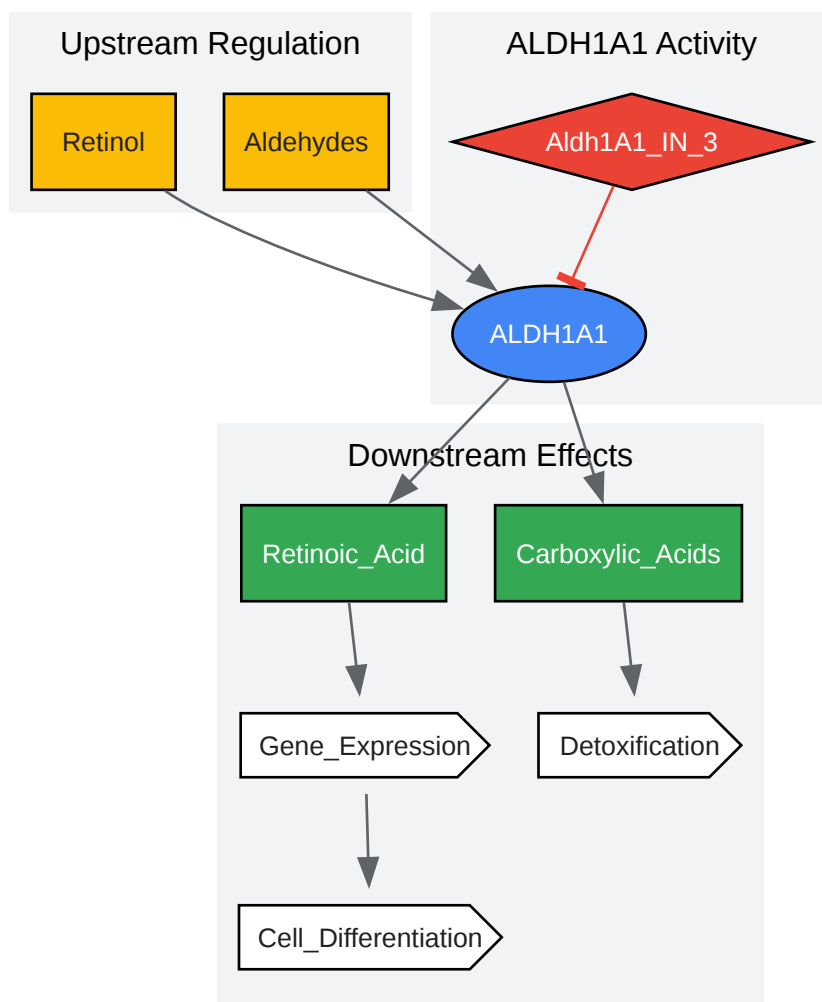 Upstream Regulation
ALDH1A1 Activity
Retinol
Aldehydes
Aldh1A1_IN_3
ALDH1A1
Downstream Effects
Retinoic_Acid
Carboxylic_Acids
Gene_Expression
Detoxification
Cell_Differentiation